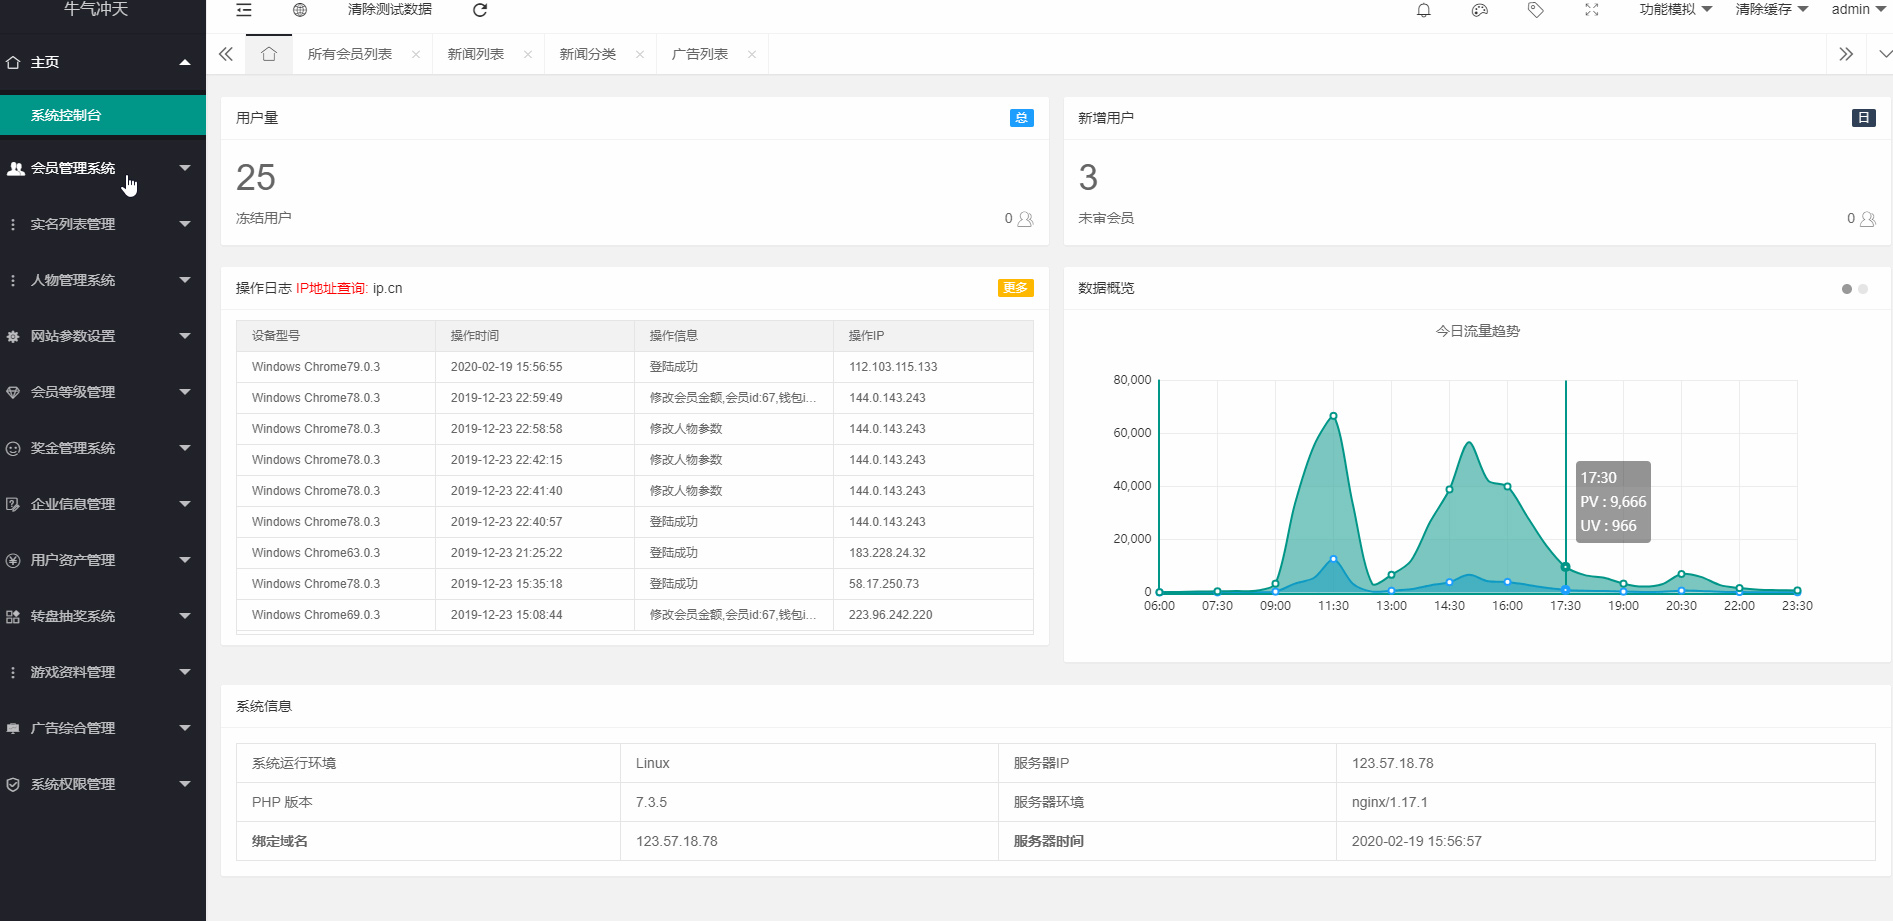 牛气冲天
清除测试数据
功能模拟
清除缓存
admin
主页
系统控制台
会员管理系统
实名列表管理
人物管理系统
网站参数设置
会员等级管理
奖金管理系统
企业信息管理
用户资产管理
转盘抽奖系统
游戏资料管理
广告综合管理
系统权限管理
所有会员列表
新闻列表
新闻分类
广告列表
用户量 总
25
冻结用户 0
新增用户 日
3
未审会员 0
操作日志 IP地址查询: ip.cn 更多
设备型号 操作时间 操作信息 操作IP
Windows Chrome79.0.3 2020-02-19 15:56:55 登陆成功 112.103.115.133
Windows Chrome78.0.3 2019-12-23 22:59:49 修改会员金额,会员id:67,钱包i... 144.0.143.243
Windows Chrome78.0.3 2019-12-23 22:58:58 修改人物参数 144.0.143.243
Windows Chrome78.0.3 2019-12-23 22:42:15 修改人物参数 144.0.143.243
Windows Chrome78.0.3 2019-12-23 22:41:40 修改人物参数 144.0.143.243
Windows Chrome78.0.3 2019-12-23 22:40:57 登陆成功 144.0.143.243
Windows Chrome63.0.3 2019-12-23 21:25:22 登陆成功 183.228.24.32
Windows Chrome78.0.3 2019-12-23 15:35:18 登陆成功 58.17.250.73
Windows Chrome69.0.3 2019-12-23 15:08:44 修改会员金额,会员id:67,钱包i... 223.96.242.220
数据概览
今日流量趋势
80,000
60,000
40,000
20,000
0
17:30
PV : 9,666
UV : 966
06:00 07:30 09:00 11:30 13:00 14:30 16:00 17:30 19:00 20:30 22:00 23:30
系统信息
系统运行环境 Linux 服务器IP 123.57.18.78
PHP 版本 7.3.5 服务器环境 nginx/1.17.1
绑定域名 123.57.18.78 服务器时间 2020-02-19 15:56:57